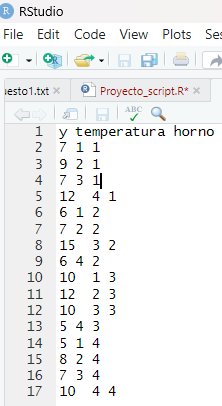 RStudio
File Edit Code View Plots Ses
Go t
uesto1.txt Proyecto_script.R*
ABC
1 y temperatura horno
2 7 1 1
3 9 2 1
4 7 3 1
5 12 4 1
6 6 1 2
7 7 2 2
8 15 3 2
9 6 4 2
10 10 1 3
11 12 2 3
12 10 3 3
13 5 4 3
14 5 1 4
15 8 2 4
16 7 3 4
17 10 4 4